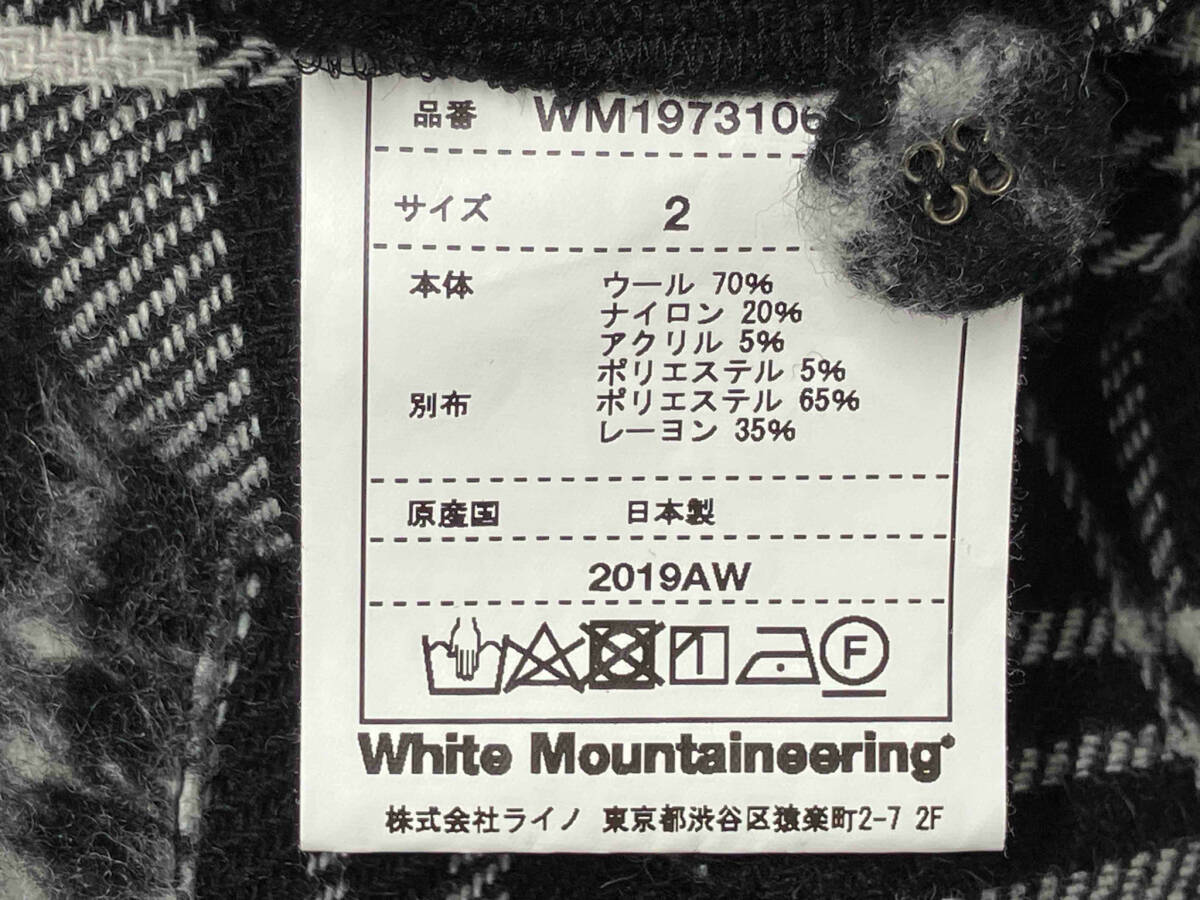 品番 WM1973106
サイズ 2
本体 ウール 70%
ナイロン 20%
アクリル 5%
ポリエステル 5%
別布 ポリエステル 65%
レーヨン 35%
原産国 日本製
2019AW
F
White Mountaineering®
株式会社ライノ 東京都渋谷区猿楽町2-7 2F